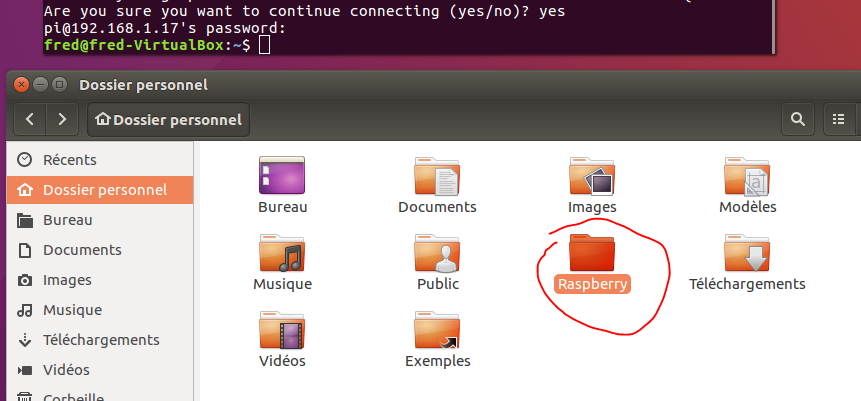 Are you sure you want to continue connecting (yes/no)? yes
pi@192.168.1.17's password:
fred@fred-VirtualBox:~$
Dossier personnel
Dossier personnel
Récents
Dossier personnel
Bureau
Documents
Images
Musique
Téléchargements
Vidéos
Corbeille
Bureau
Documents
Images
Modèles
Musique
Public
Raspberry
Téléchargements
Vidéos
Exemples